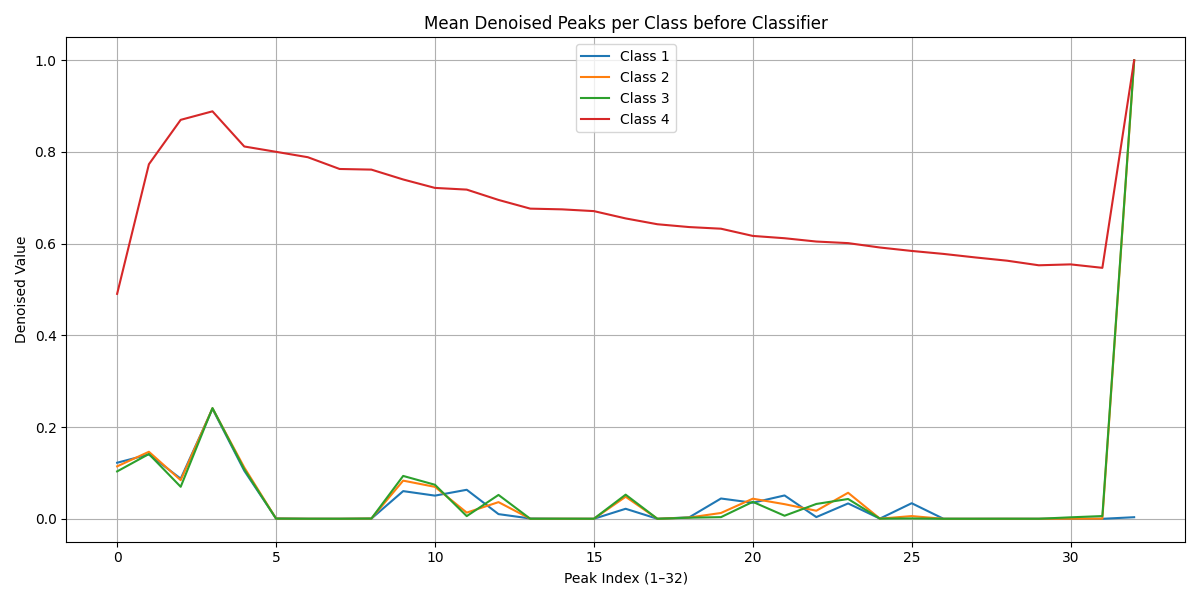 Mean Denoised Peaks per Class before Classifier
Class 1
Class 2
Class 3
Class 4
1.0
0.8
0.6
0.4
0.2
0.0
Denoised Value
0 5 10 15 20 25 30
Peak Index (1–32)